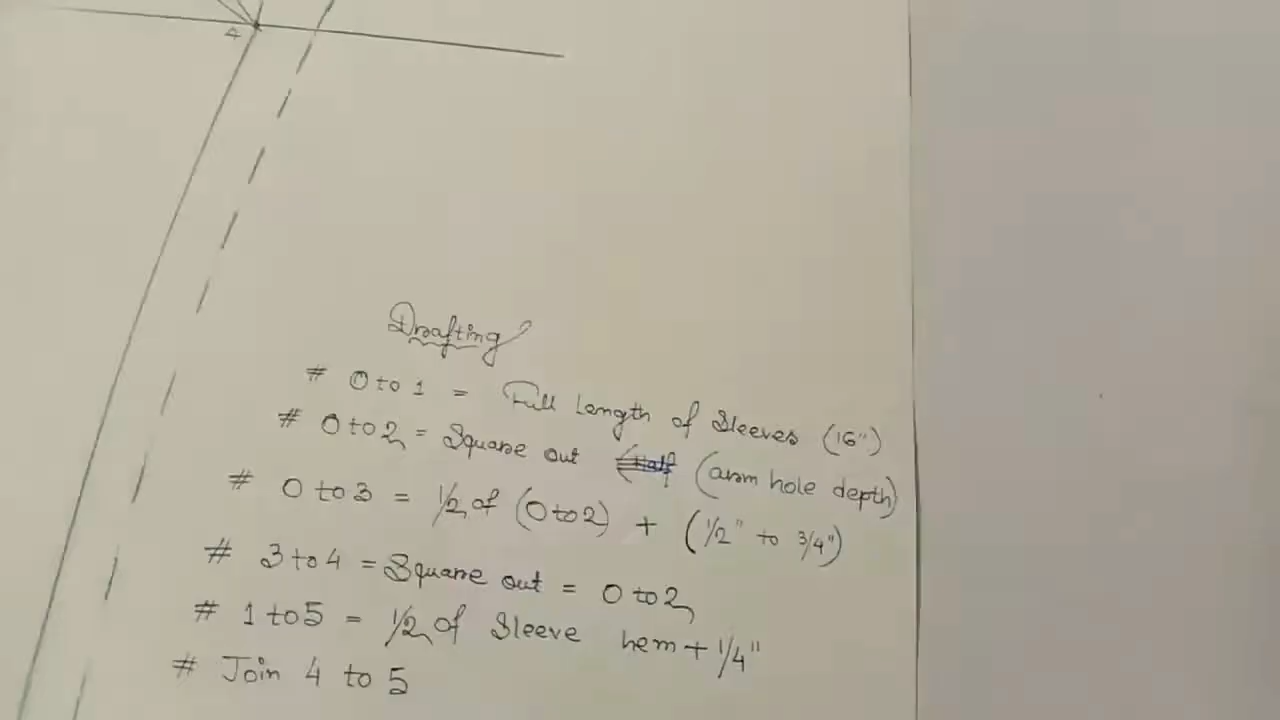 4
Drafting
# 0 to 1 = Full Length of Sleeves (16")
# 0 to 2 = Square out (arm hole depth)
# 0 to 3 = 1/2 of (0 to 2) + (1/2" to 3/4")
# 3 to 4 = Square out = 0 to 2
# 1 to 5 = 1/2 of Sleeve hem + 1/4"
# Join 4 to 5